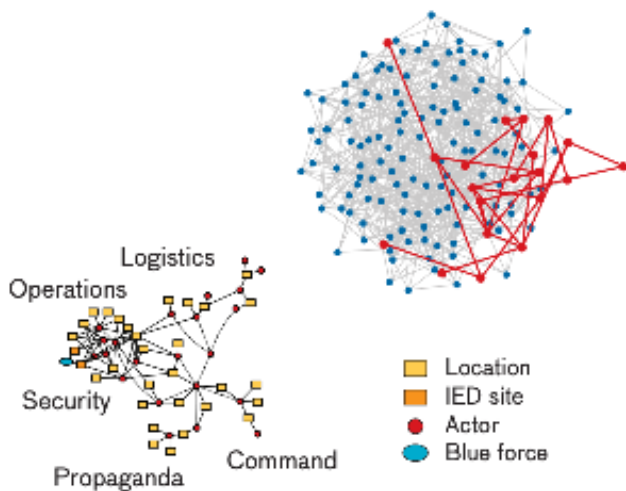 Logistics
Operations
Security
Propaganda
Command
Location
IED site
Actor
Blue force